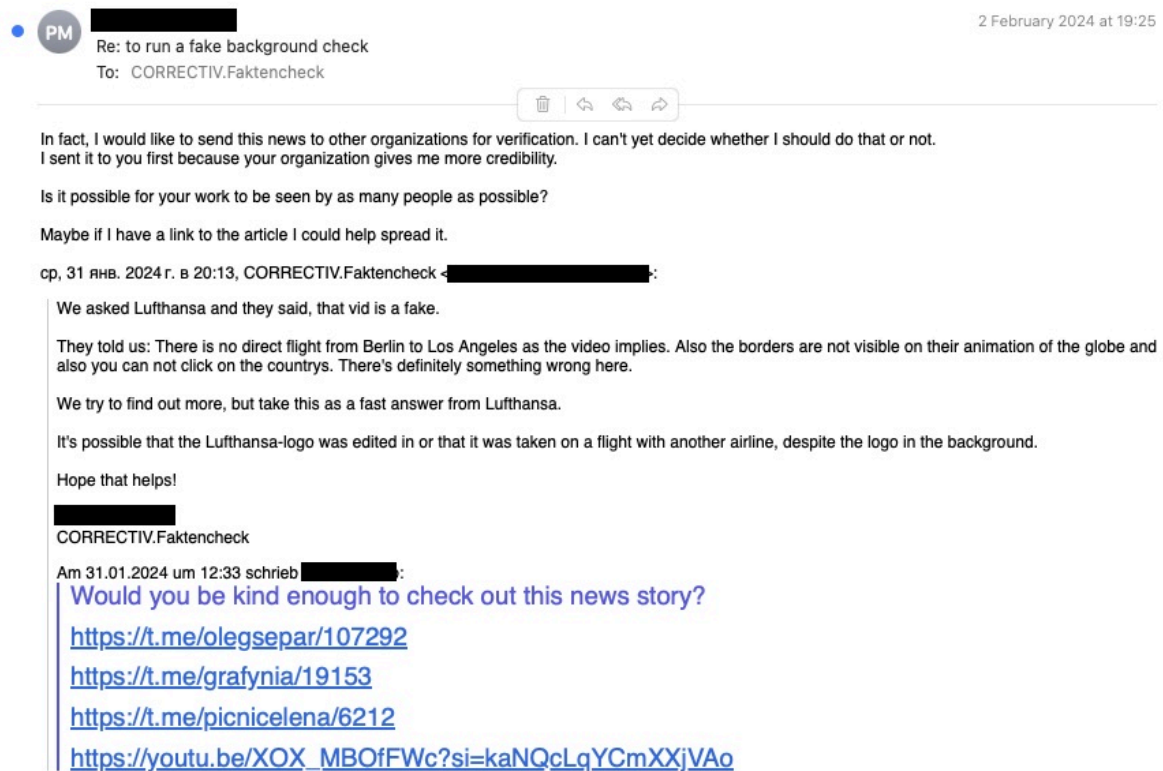 PM
2 February 2024 at 19:25
Re: to run a fake background check
To: CORRECTIV.Faktencheck
In fact, I would like to send this news to other organizations for verification. I can't yet decide whether I should do that or not.
I sent it to you first because your organization gives me more credibility.
Is it possible for your work to be seen by as many people as possible?
Maybe if I have a link to the article I could help spread it.
ср, 31 янв. 2024 г. в 20:13, CORRECTIV.Faktencheck < >:
We asked Lufthansa and they said, that vid is a fake.
They told us: There is no direct flight from Berlin to Los Angeles as the video implies. Also the borders are not visible on their animation of the globe and
also you can not click on the countrys. There's definitely something wrong here.
We try to find out more, but take this as a fast answer from Lufthansa.
It's possible that the Lufthansa-logo was edited in or that it was taken on a flight with another airline, despite the logo in the background.
Hope that helps!
CORRECTIV.Faktencheck
Am 31.01.2024 um 12:33 schrieb :
Would you be kind enough to check out this news story?
https://t.me/olegsepar/107292
https://t.me/grafynia/19153
https://t.me/picnicelena/6212
https://youtu.be/XOX_MBOfFWc?si=kaNQcLqYCmXXjVAo